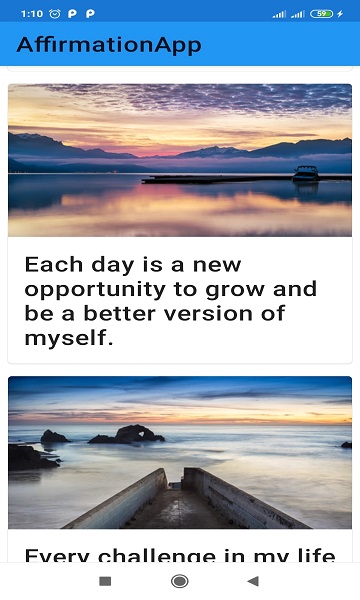 1:10
59
AffirmationApp
Each day is a new
opportunity to grow and
be a better version of
myself.
Every challenge in my life